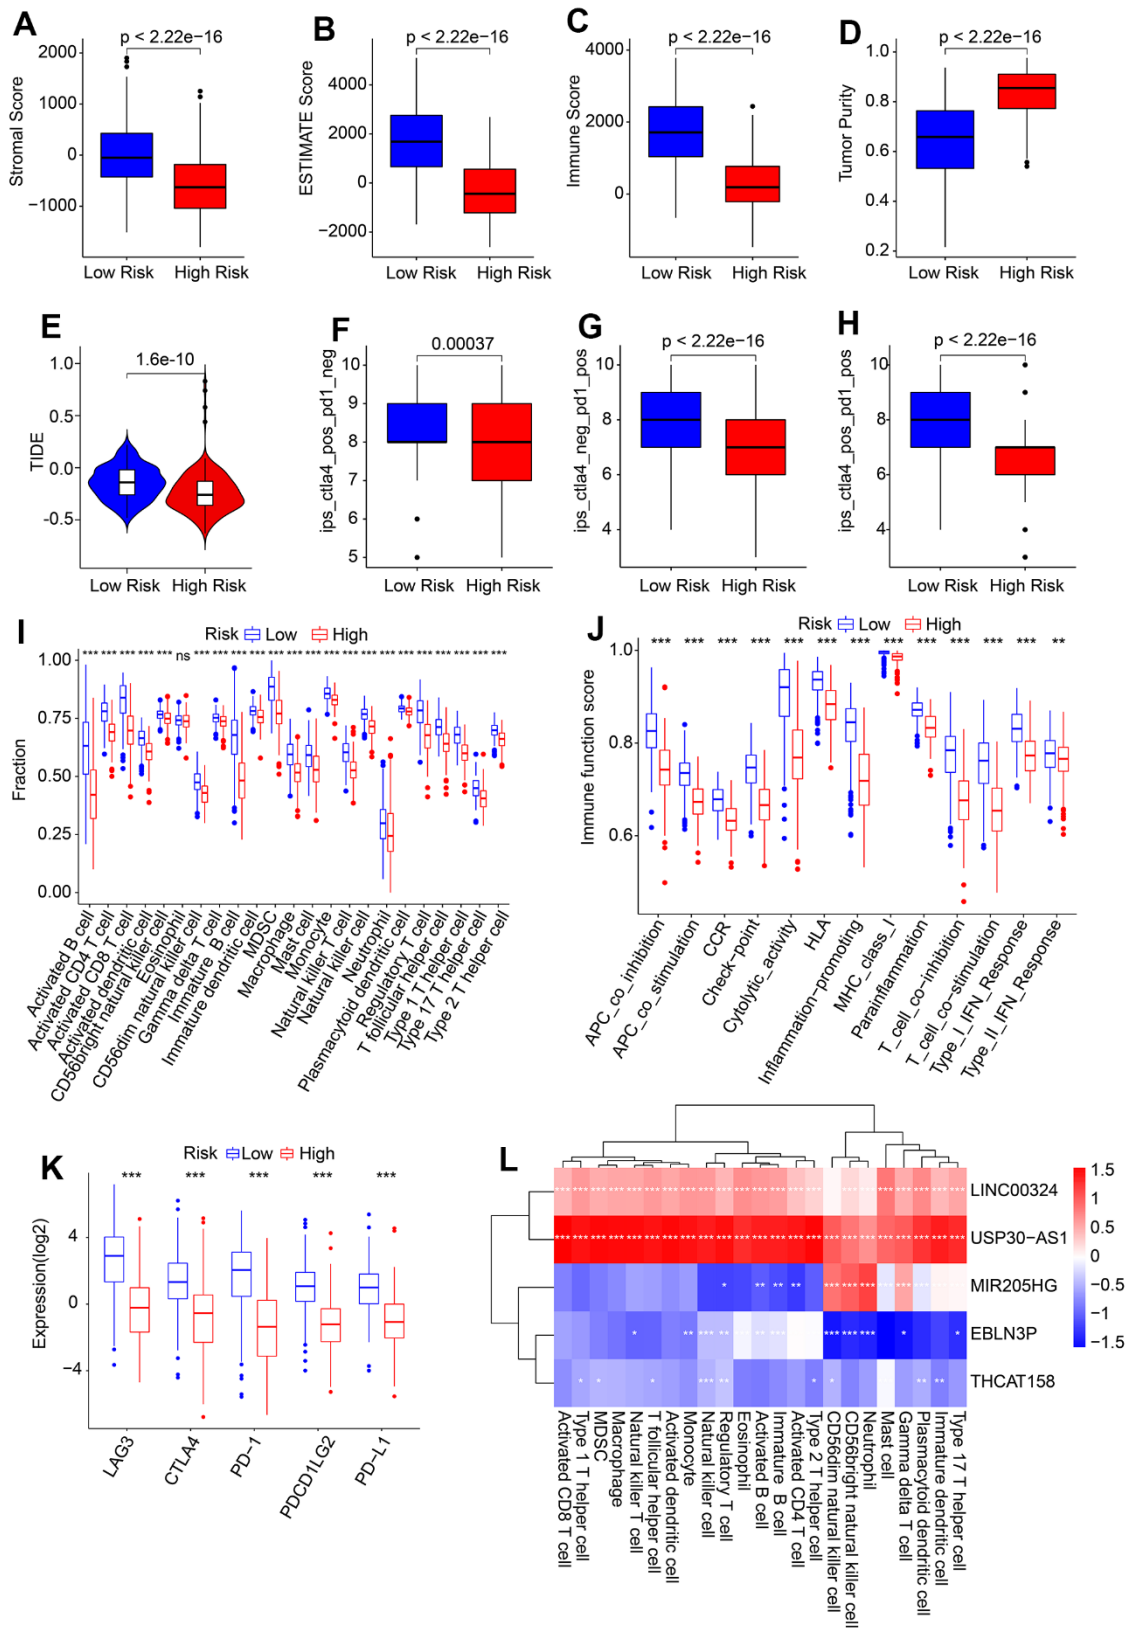 A
p < 2.22e−16
Stromal Score
2000
1000
0
−1000
Low Risk
High Risk
B
p < 2.22e−16
ESTIMATE Score
4000
2000
0
−2000
Low Risk
High Risk
C
p < 2.22e−16
Immune Score
4000
2000
0
Low Risk
High Risk
D
p < 2.22e−16
Tumor Purity
1.0
0.8
0.6
0.4
0.2
Low Risk
High Risk
E
1.6e-10
TIDE
1.0
0.5
0.0
-0.5
Low Risk
High Risk
F
0.00037
ips_ctla4_pos_pd1_neg
10
9
8
7
6
5
Low Risk
High Risk
G
p < 2.22e−16
ips_ctla4_neg_pd1_pos
10
8
6
4
Low Risk
High Risk
H
p < 2.22e−16
ips_ctla4_pos_pd1_pos
10
8
6
4
Low Risk
High Risk
I
Risk Low High
*** *** *** *** *** ns *** *** *** *** *** *** *** *** *** *** *** *** *** *** *** *** ***
Fraction
1.00
0.75
0.50
0.25
0.00
Activated B cell
Activated CD4 T cell
Activated CD8 T cell
Activated dendritic cell
CD56bright natural killer cell
Eosinophil
CD56dim natural killer cell
Gamma delta T cell
Immature B cell
Immature dendritic cell
MDSC
Macrophage
Mast cell
Monocyte
Natural killer T cell
Natural killer cell
Neutrophil
Plasmacytoid dendritic cell
Regulatory T cell
T follicular helper cell
Type 1 T helper cell
Type 17 T helper cell
Type 2 T helper cell
J
Risk Low High
*** *** *** *** *** *** *** *** *** *** *** *** **
Immune function score
1.0
0.8
0.6
APC_co_inhibition
APC_co_stimulation
CCR
Check−point
Cytolytic_activity
HLA
Inflammation−promoting
MHC_class_I
Parainflammation
T_cell_co−inhibition
T_cell_co−stimulation
Type_I_IFN_Response
Type_II_IFN_Response
K
Risk Low High
*** *** *** *** ***
Expression(log2)
4
0
−4
LAG3
CTLA4
PD−1
PDCD1LG2
PD−L1
L
LINC00324
USP30−AS1
MIR205HG
EBLN3P
THCAT158
1.5
1
0.5
0
−0.5
−1
−1.5
Activated CD8 T cell
Type 1 T helper cell
MDSC
Macrophage
Natural killer T cell
T follicular helper cell
Activated dendritic cell
Monocyte
Natural killer cell
Regulatory T cell
Eosinophil
Activated B cell
Immature B cell
Activated CD4 T cell
Type 2 T helper cell
CD56dim natural killer cell
CD56bright natural killer cell
Neutrophil
Mast cell
Gamma delta T cell
Plasmacytoid dendritic cell
Immature dendritic cell
Type 17 T helper cell